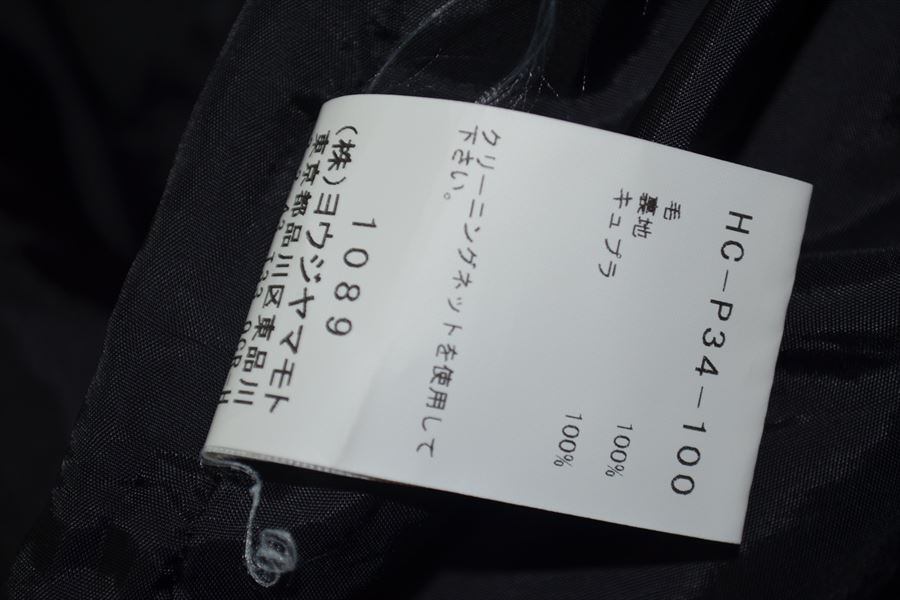 HC-P34-100
毛 100%
裏地
キュプラ 100%
クリーニングネットを使用して
下さい。
1089
(株)ヨウジヤマモト
東京都品川区東品川